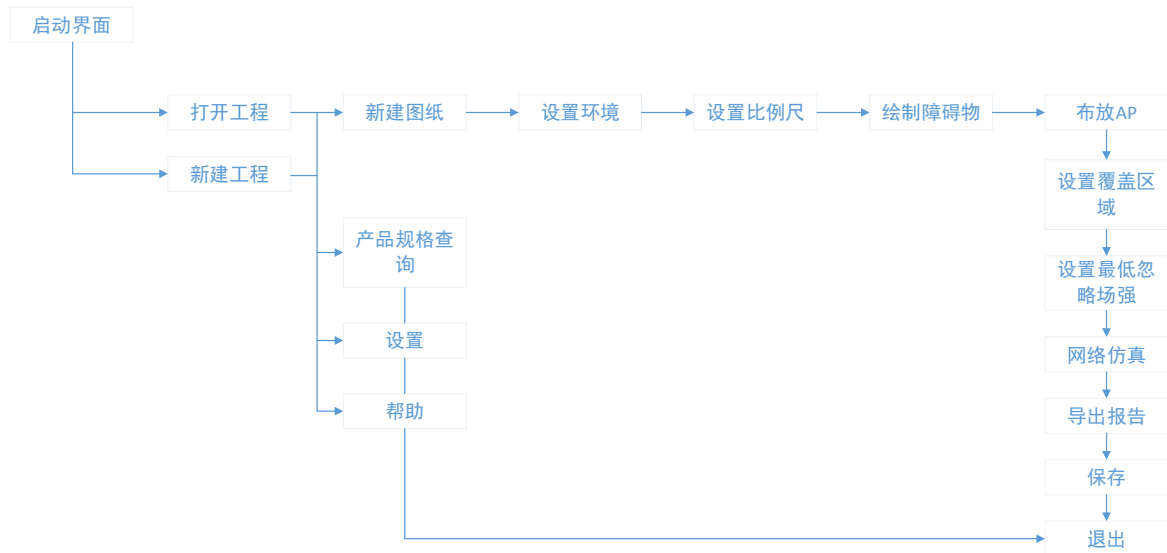 启动界面
打开工程
新建图纸
设置环境
设置比例尺
绘制障碍物
布放AP
新建工程
设置覆盖区
域
产品规格查
询
设置最低忽
略场强
设置
网络仿真
帮助
导出报告
保存
退出